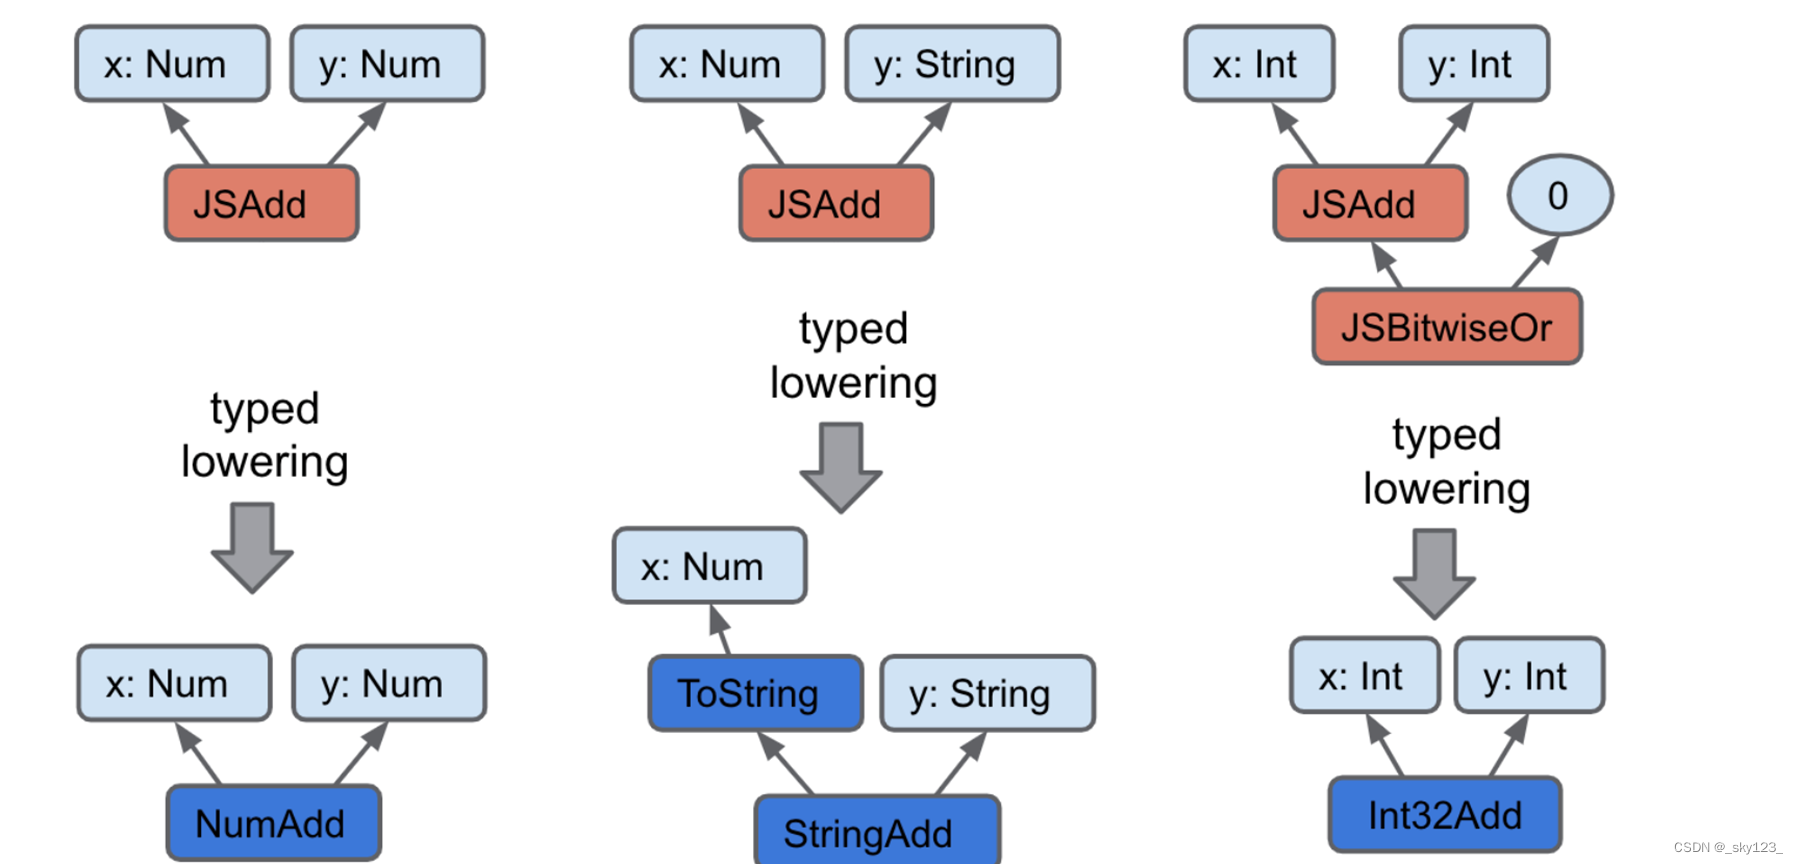 x: Num
y: Num
JSAdd
typed
lowering
x: Num
y: Num
NumAdd
x: Num
y: String
JSAdd
typed
lowering
x: Num
ToString
y: String
StringAdd
x: Int
y: Int
JSAdd
0
JSBitwiseOr
typed
lowering
x: Int
y: Int
Int32Add
CSDN @_sky123_